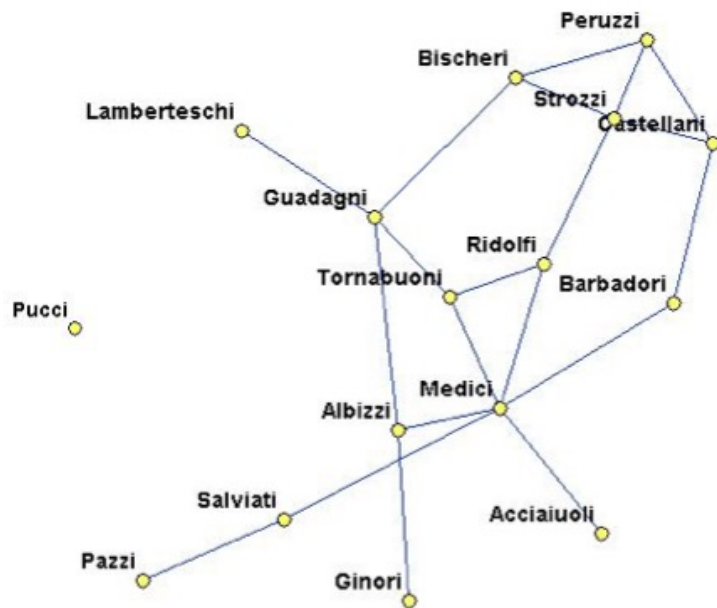 Peruzzi
Bischeri
Strozzi
Lamberteschi
Castellani
Guadagni
Ridolfi
Tornabuoni
Barbadori
Pucci
Medici
Albizzi
Salviati
Acciaiuoli
Pazzi
Ginori